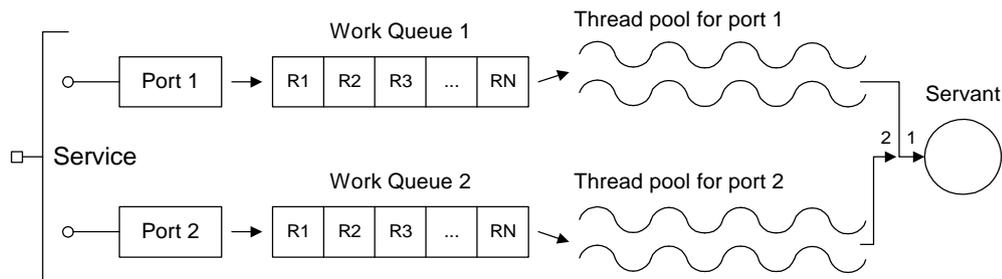 Work Queue 1
Thread pool for port 1
Port 1
R1 R2 R3 ... RN
Servant
2 1
Service
Work Queue 2
Thread pool for port 2
Port 2
R1 R2 R3 ... RN